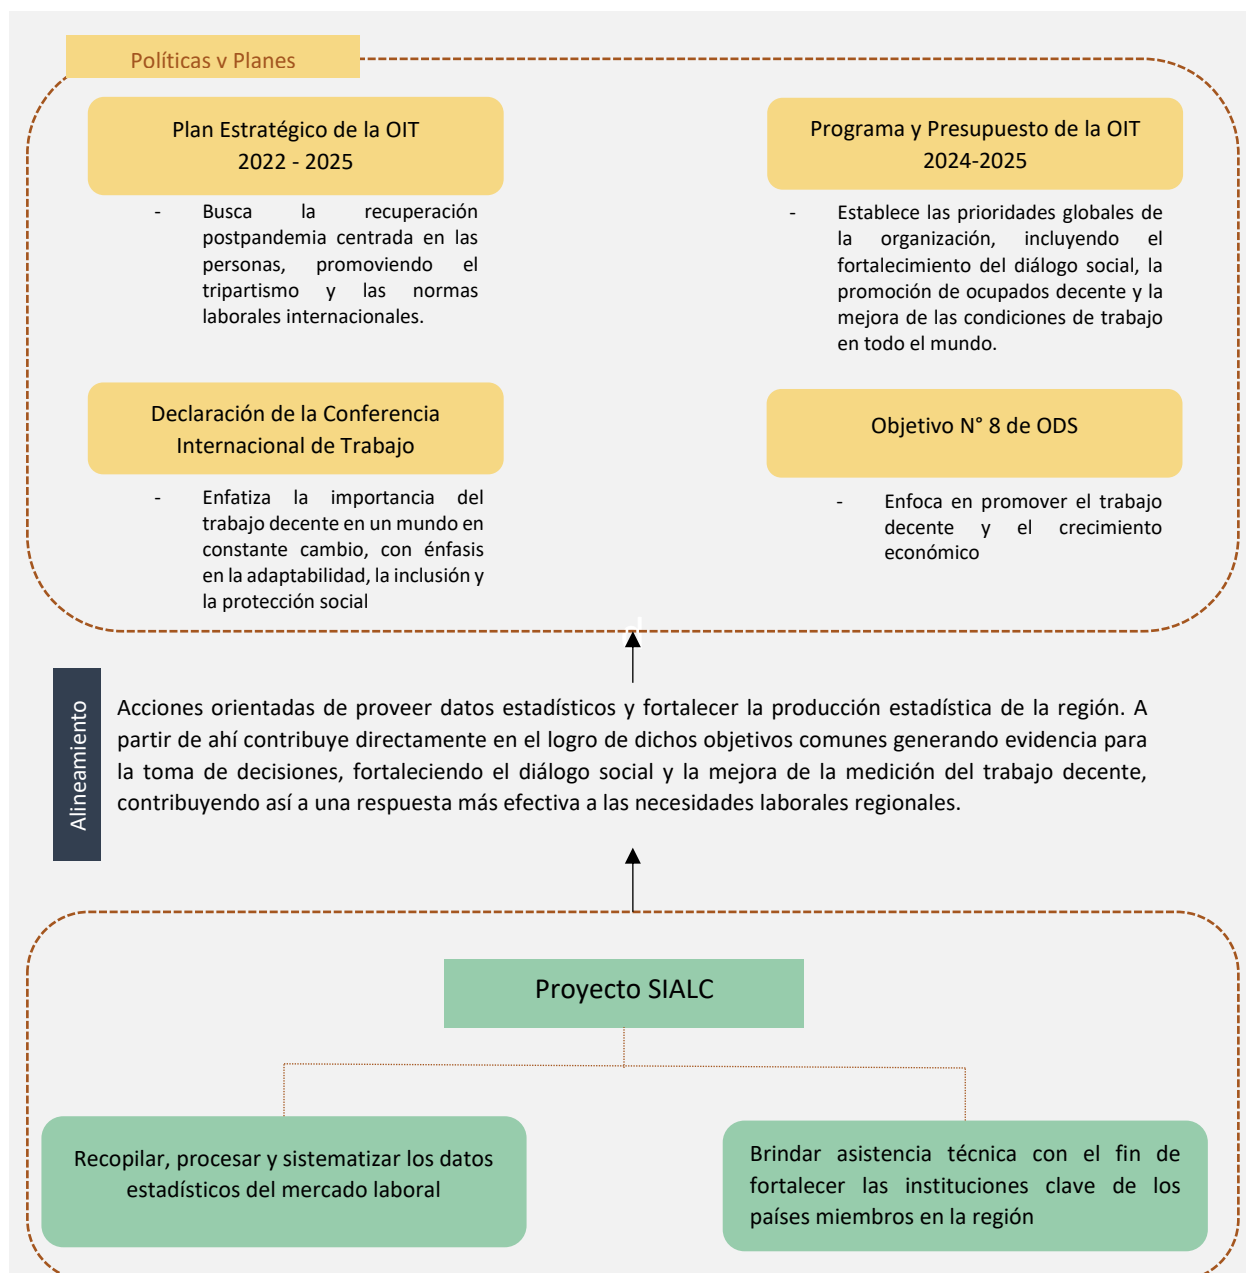 Políticas v Planes
Plan Estratégico de la OIT
2022 - 2025
- Busca la recuperación
postpandemia centrada en las
personas, promoviendo el
tripartismo y las normas
laborales internacionales.
Programa y Presupuesto de la OIT
2024-2025
- Establece las prioridades globales de
la organización, incluyendo el
fortalecimiento del diálogo social, la
promoción de ocupados decente y la
mejora de las condiciones de trabajo
en todo el mundo.
Declaración de la Conferencia
Internacional de Trabajo
- Enfatiza la importancia del
trabajo decente en un mundo en
constante cambio, con énfasis
en la adaptabilidad, la inclusión y
la protección social
Objetivo N° 8 de ODS
- Enfoca en promover el trabajo
decente y el crecimiento
económico
Alineamiento
Acciones orientadas de proveer datos estadísticos y fortalecer la producción estadística de la región. A
partir de ahí contribuye directamente en el logro de dichos objetivos comunes generando evidencia para
la toma de decisiones, fortaleciendo el diálogo social y la mejora de la medición del trabajo decente,
contribuyendo así a una respuesta más efectiva a las necesidades laborales regionales.
Proyecto SIALC
Recopilar, procesar y sistematizar los datos
estadísticos del mercado laboral
Brindar asistencia técnica con el fin de
fortalecer las instituciones clave de los
países miembros en la región